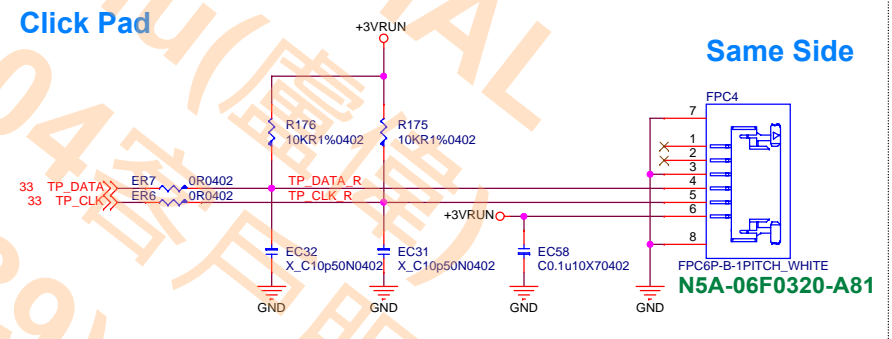 Click Pad
Same Side
+3VRUN
FPC4
R176
10KR1%0402
R175
10KR1%0402
7
1
2
3
4
5
6
8
33 TP_DATA
ER7
0R0402
TP_DATA_R
33 TP_CLK
ER6
0R0402
TP_CLK_R
+3VRUN
EC32
X_C10p50N0402
EC31
X_C10p50N0402
EC58
C0.1u10X70402
FPC6P-B-1PITCH_WHITE
N5A-06F0320-A81
GND
GND
GND
GND